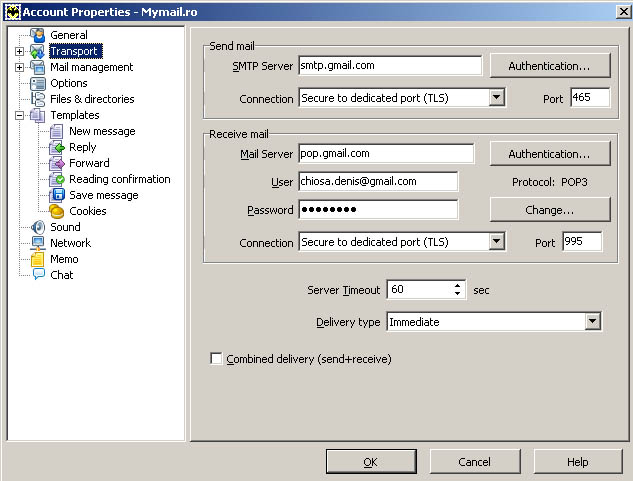 Account Properties - Mymail.ro
General
Transport
Mail management
Options
Files & directories
Templates
New message
Reply
Forward
Reading confirmation
Save message
Cookies
Sound
Network
Memo
Chat
Send mail
SMTP Server smtp.gmail.com Authentication...
Connection Secure to dedicated port (TLS) Port 465
Receive mail
Mail Server pop.gmail.com Authentication...
User chiosa.denis@gmail.com Protocol: POP3
Password ●●●●●●●● Change...
Connection Secure to dedicated port (TLS) Port 995
Server Timeout 60 sec
Delivery type Immediate
Combined delivery (send+receive)
OK Cancel Help